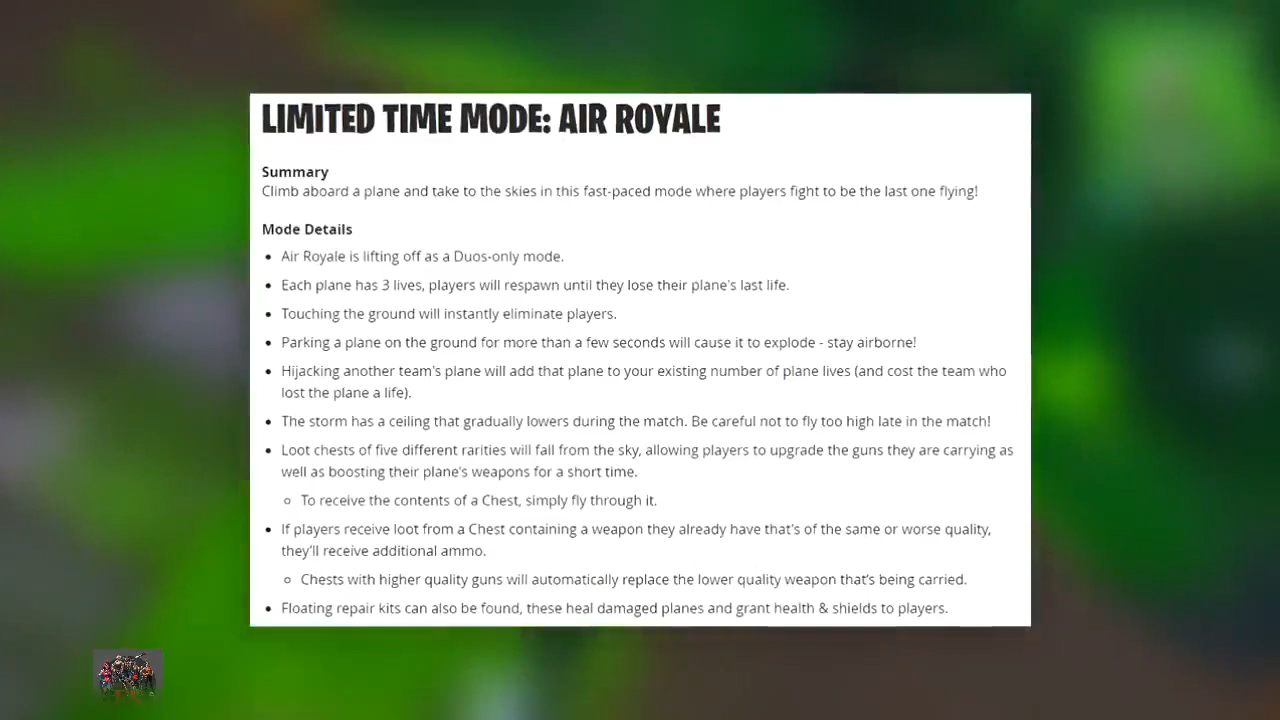 LIMITED TIME MODE: AIR ROYALE
Summary
Climb aboard a plane and take to the skies in this fast-paced mode where players fight to be the last one flying!
Mode Details
• Air Royale is lifting off as a Duos-only mode.
• Each plane has 3 lives, players will respawn until they lose their plane's last life.
• Touching the ground will instantly eliminate players.
• Parking a plane on the ground for more than a few seconds will cause it to explode - stay airborne!
• Hijacking another team's plane will add that plane to your existing number of plane lives (and cost the team who
lost the plane a life).
• The storm has a ceiling that gradually lowers during the match. Be careful not to fly too high late in the match!
• Loot chests of five different rarities will fall from the sky, allowing players to upgrade the guns they are carrying as
well as boosting their plane's weapons for a short time.
◦ To receive the contents of a Chest, simply fly through it.
• If players receive loot from a Chest containing a weapon they already have that's of the same or worse quality,
they'll receive additional ammo.
◦ Chests with higher quality guns will automatically replace the lower quality weapon that's being carried.
• Floating repair kits can also be found, these heal damaged planes and grant health & shields to players.